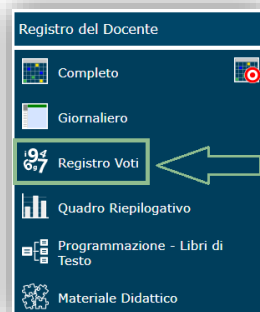 Registro del Docente
Completo
Giornaliero
Registro Voti
Quadro Riepilogativo
Programmazione - Libri di
Testo
Materiale Didattico